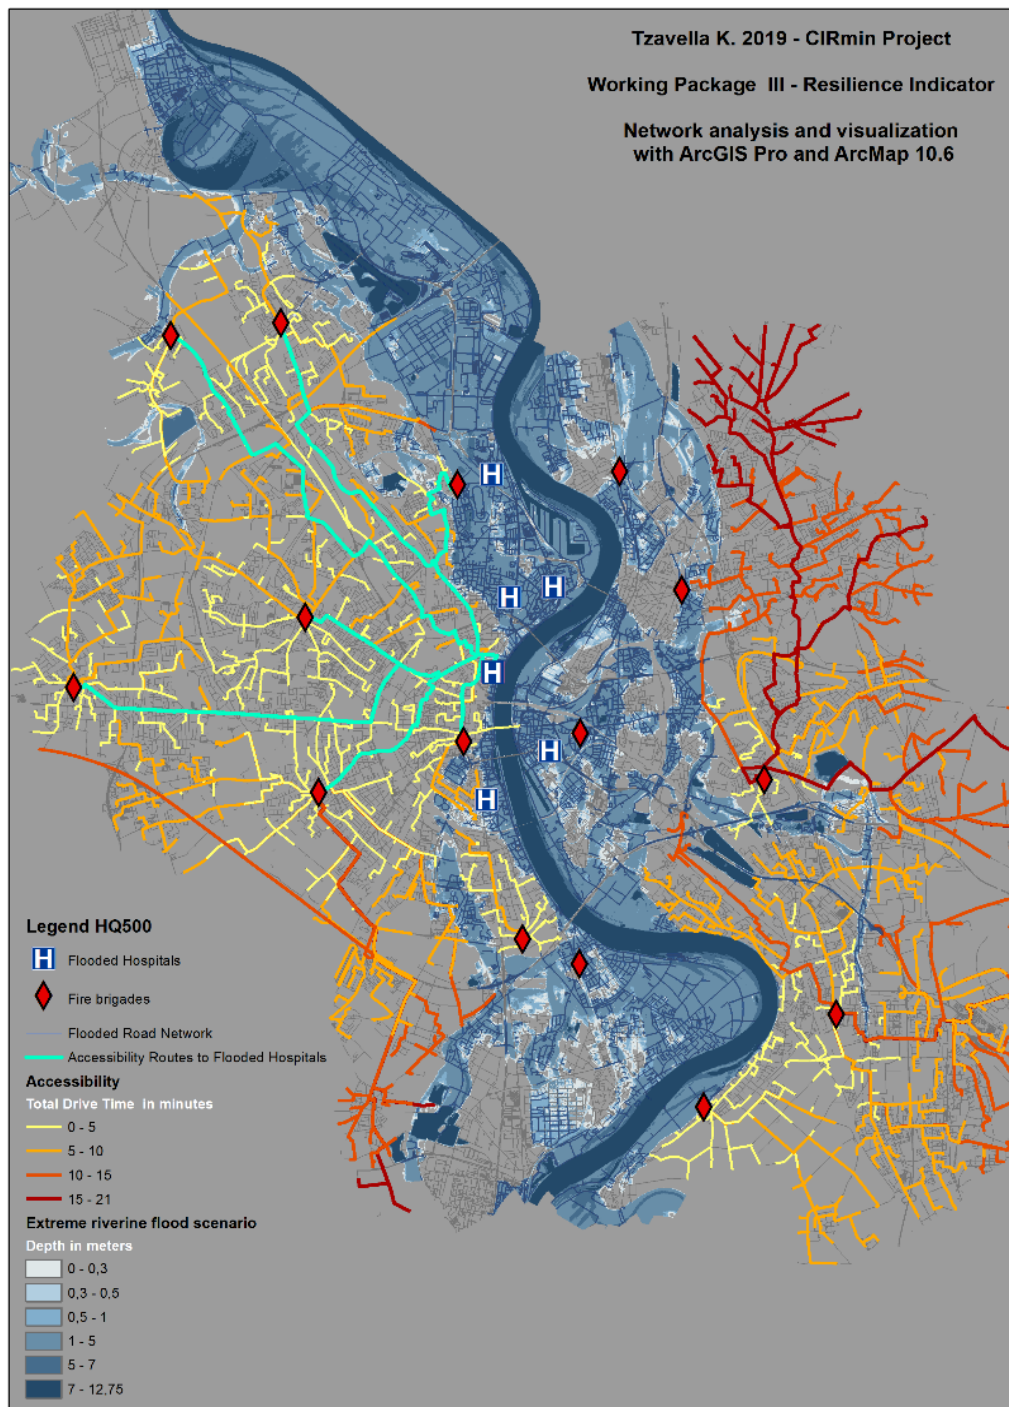 Tzavella K. 2019 - CIRmin Project
Working Package III - Resilience Indicator
Network analysis and visualization
with ArcGIS Pro and ArcMap 10.6
H
H
H
H
H
H
Legend HQ500
H Flooded Hospitals
Fire brigades
Flooded Road Network
Accessibility Routes to Flooded Hospitals
Accessibility
Total Drive Time in minutes
0 - 5
5 - 10
10 - 15
15 - 21
Extreme riverine flood scenario
Depth in meters
0 - 0,3
0,3 - 0.5
0,5 - 1
1 - 5
5 - 7
7 - 12,75